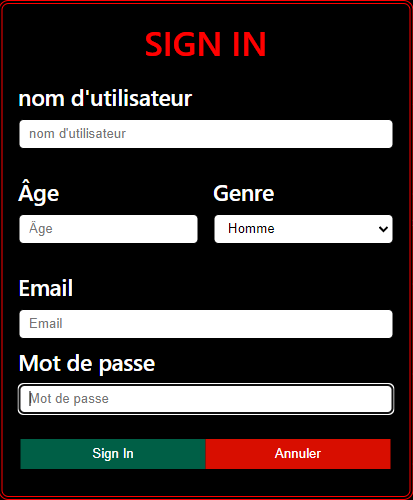 SIGN IN
nom d'utilisateur
nom d'utilisateur
Âge Genre
Âge Homme
Email
Email
Mot de passe
Mot de passe
Sign In Annuler